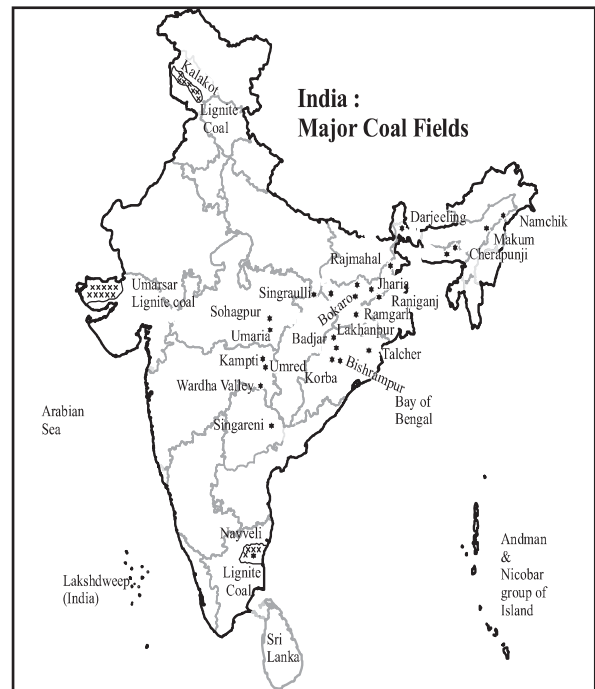 India :
Major Coal Fields
Kalakot
Lignite
Coal
Darjeeling
Namchik
Makum
Cherapunji
Rajmahal
Umarsar
Lignite coal
Singraulli
Jharia
Raniganj
Bokaro
Ramgarh
Sohagpur
Umaria
Lakhanpur
Badjar
Talcher
Kampti
Umred
Korba
Bishrampur
Wardha Valley
Bay of
Bengal
Arabian
Sea
Singareni
Nayveli
Lignite
Coal
Andman
&
Nicobar
group of
Island
Lakshdweep
(India)
Sri
Lanka